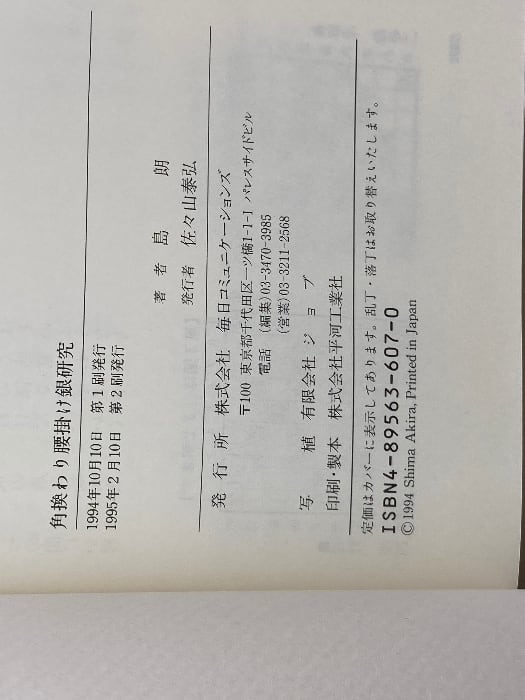 角換わり腰掛け銀研究
1994年10月10日 第1刷発行
1995年2月10日 第2刷発行
著者 島 朗
発行者 佐々山泰弘
発行所 株式会社 毎日コミュニケーションズ
〒100 東京都千代田区一ツ橋1-1-1 パレスサイドビル
電話 (編集)03-3470-3985
(営業)03-3211-2568
写植 有限会社 ジョブ
印刷・製本 株式会社平河工業社
定価はカバーに表示してあります。乱丁・落丁はお取り替えいたします。
ISBN4-89563-607-0
©1994 Shima Akira, Printed in Japan